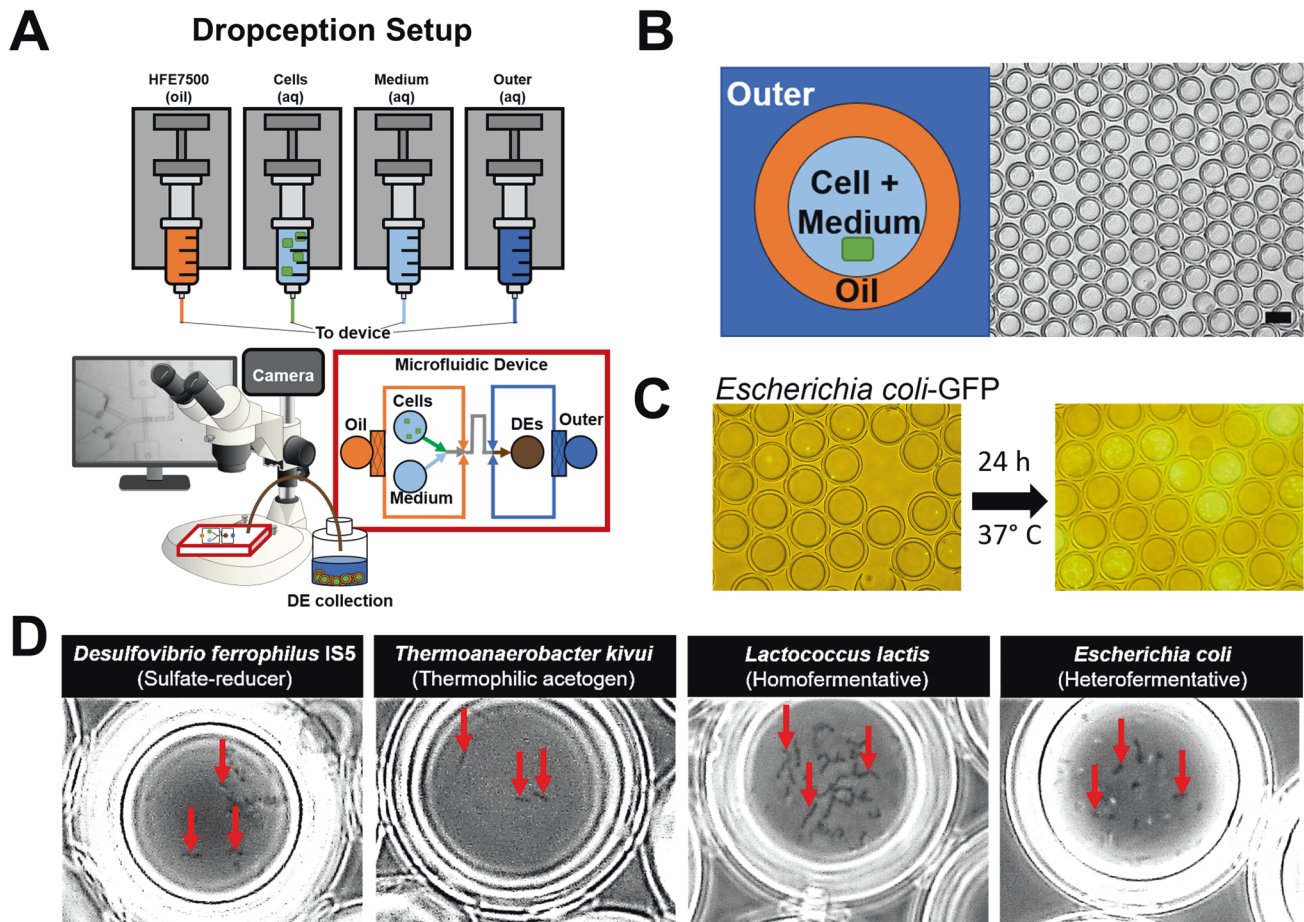 A
Dropception Setup
HFE7500
(oil)
Cells
(aq)
Medium
(aq)
Outer
(aq)
To device
Camera
Microfluidic Device
Oil
Cells
Medium
DEs
Outer
DE collection
B
Outer
Cell +
Medium
Oil
C
Escherichia coli-GFP
24 h
37° C
D
Desulfovibrio ferrophilus IS5
(Sulfate-reducer)
Thermoanaerobacter kivui
(Thermophilic acetogen)
Lactococcus lactis
(Homofermentative)
Escherichia coli
(Heterofermentative)